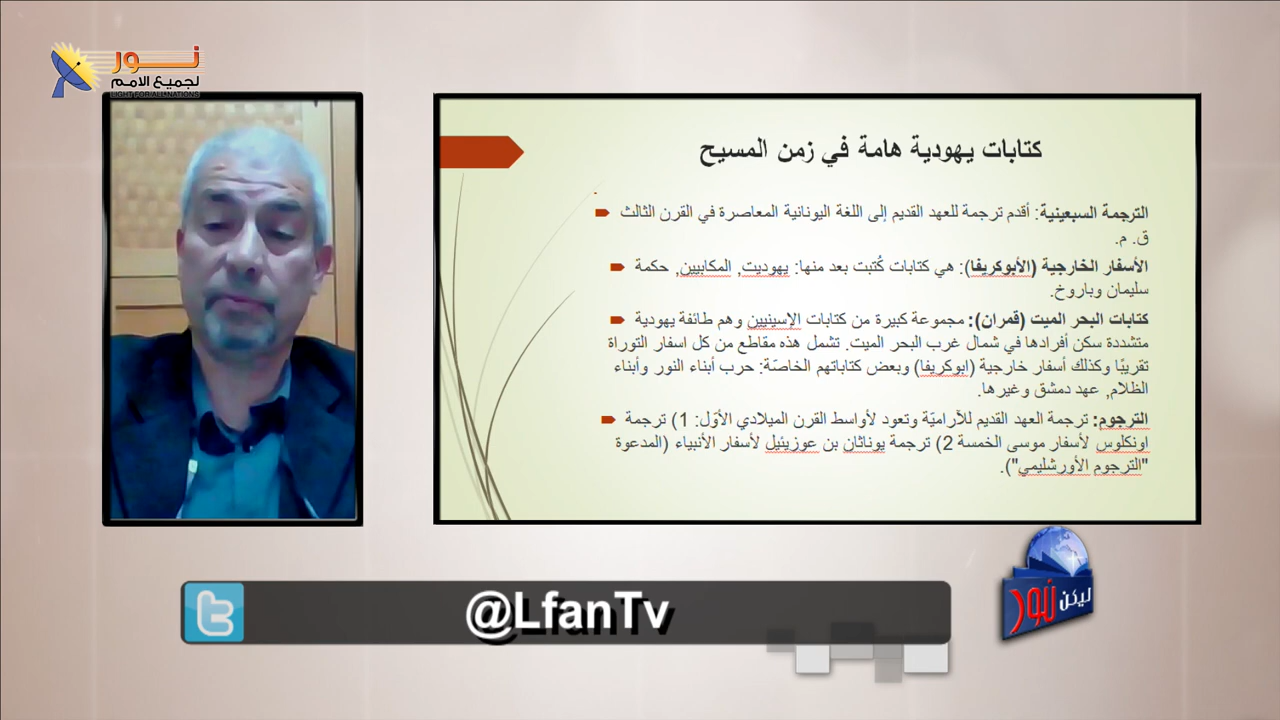 نور
لجميع الامم
LIGHT FOR ALL NATIONS
كتابات يهودية هامة في زمن المسيح
الترجمة السبعينية: أقدم ترجمة للعهد القديم إلى اللغة اليونانية المعاصرة في القرن الثالث
ق. م.
الأسفار الخارجية (الأبوكريفا): هي كتابات كُتبت بعد منها: يهوديت, المكابيين, حكمة
سليمان وباروخ.
كتابات البحر الميت (قمران): مجموعة كبيرة من كتابات الإسينيين وهم طائفة يهودية
متشددة سكن أفرادها في شمال غرب البحر الميت. تشمل هذه مقاطع من كل اسفار التوراة
تقريبًا وكذلك أسفار خارجية (ابوكريفا) وبعض كتاباتهم الخاصّة: حرب أبناء النور وأبناء
الظلام, عهد دمشق وغيرها.
الترجوم: ترجمة العهد القديم للآراميّة وتعود لأواسط القرن الميلادي الأوّل: 1) ترجمة
اونكلوس لأسفار موسى الخمسة 2) ترجمة يوناثان بن عوزيئيل لأسفار الأنبياء (المدعوة
"الترجوم الأورشليمي").
ليكن نور
@LfanTv